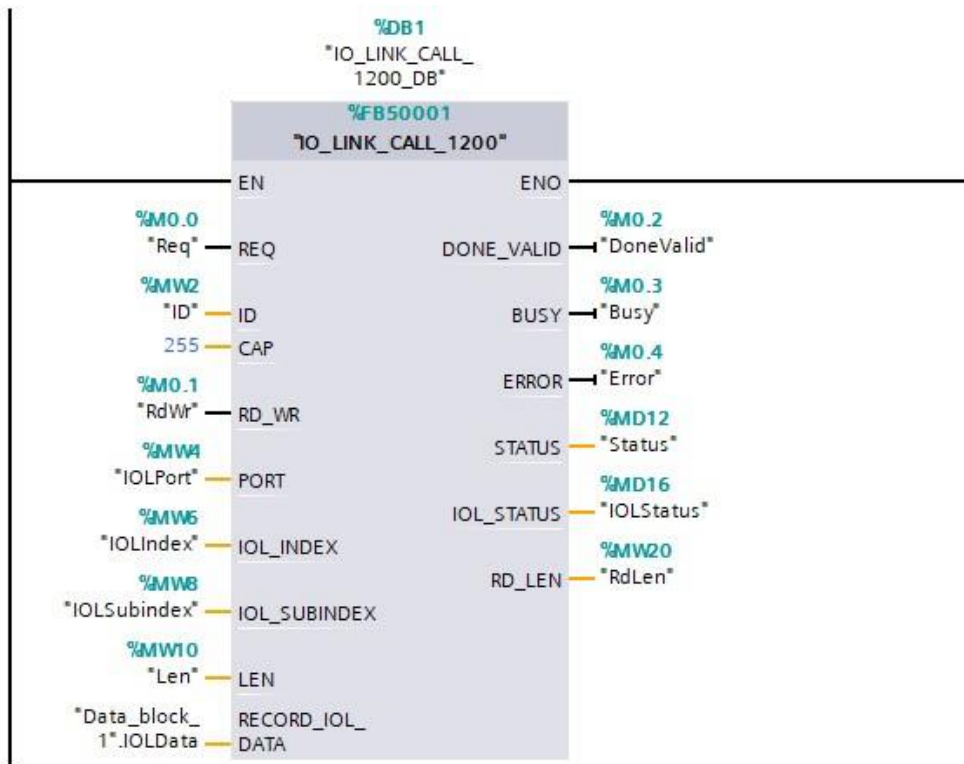 %DB1
"IO_LINK_CALL_
1200_DB"
%FB50001
"IO_LINK_CALL_1200"
EN ENO
%M0.0
"Req" REQ
%MW2
"ID" ID
255 CAP
%M0.1
"RdWr" RD_WR
%MW4
"IOLPort" PORT
%MW6
"IOLIndex" IOL_INDEX
%MW8
"IOLSubindex" IOL_SUBINDEX
%MW10
"Len" LEN
"Data_block_ RECORD_IOL_
1".IOLData DATA
%M0.2
DONE_VALID "DoneValid"
%M0.3
BUSY "Busy"
%M0.4
ERROR "Error"
%MD12
STATUS "Status"
%MD16
IOL_STATUS "IOLStatus"
%MW20
RD_LEN "RdLen"